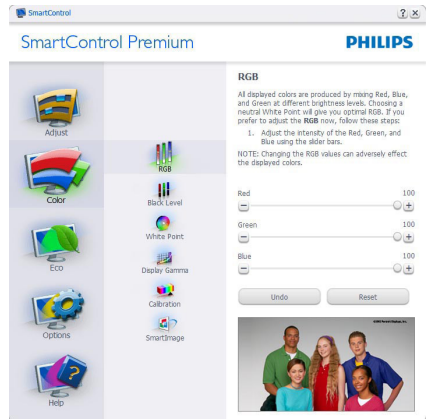 SmartControl
SmartControl Premium
PHILIPS
Adjust
Color
Eco
Options
Help
RGB
Black Level
White Point
Display Gamma
Calibration
SmartImage
RGB
All displayed colors are produced by mixing Red, Blue,
and Green at different brightness levels. Choosing a
neutral White Point will give you optimal RGB. If you
prefer to adjust the RGB now, follow these steps:
1. Adjust the intensity of the Red, Green, and
Blue using the slider bars.
NOTE: Changing the RGB values can adversely effect
the displayed colors.
Red 100
Green 100
Blue 100
Undo Reset